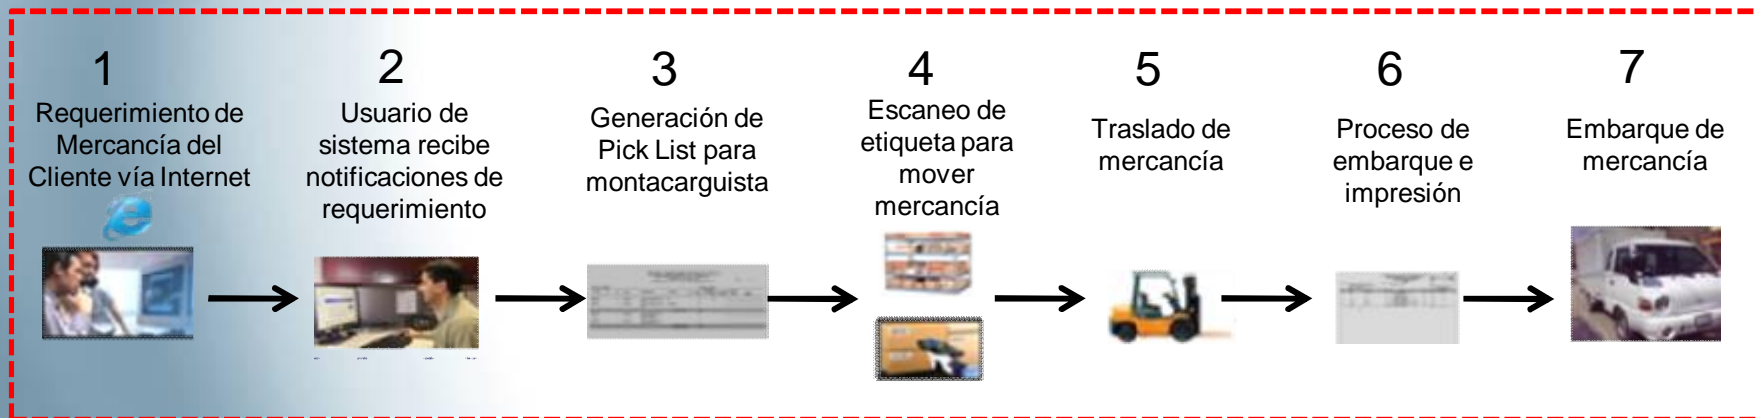 1
Requerimiento de
Mercancía del
Cliente vía Internet
2
Usuario de
sistema recibe
notificaciones de
requerimiento
3
Generación de
Pick List para
montacarguista
4
Escaneo de
etiqueta para
mover
mercancía
5
Traslado de
mercancía
6
Proceso de
embarque e
impresión
7
Embarque de
mercancía